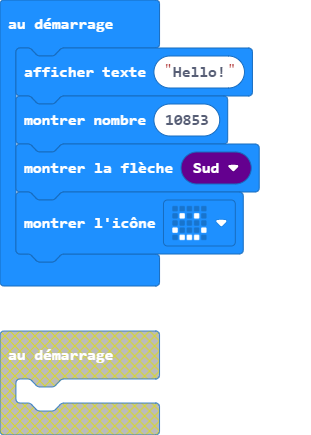 au démarrage
afficher texte "Hello!"
montrer nombre 10853
montrer la flèche Sud
montrer l'icône
au démarrage